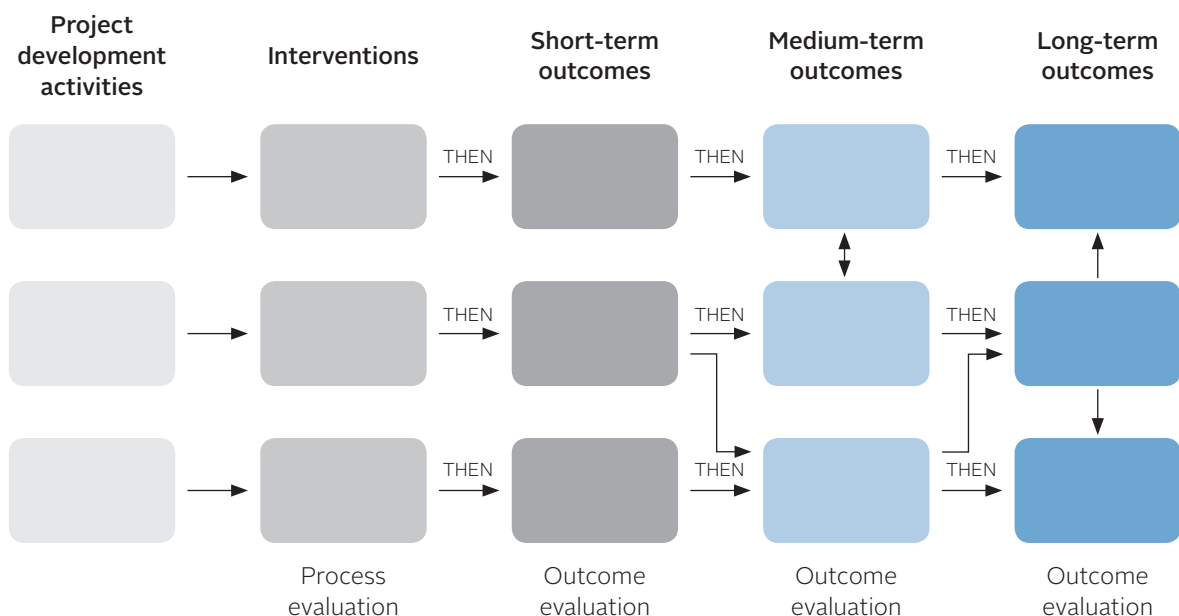 Project
development
activities
Interventions
Short-term
outcomes
Medium-term
outcomes
Long-term
outcomes
THEN
THEN
THEN
THEN
THEN
THEN
THEN
THEN
THEN
Process
evaluation
Outcome
evaluation
Outcome
evaluation
Outcome
evaluation